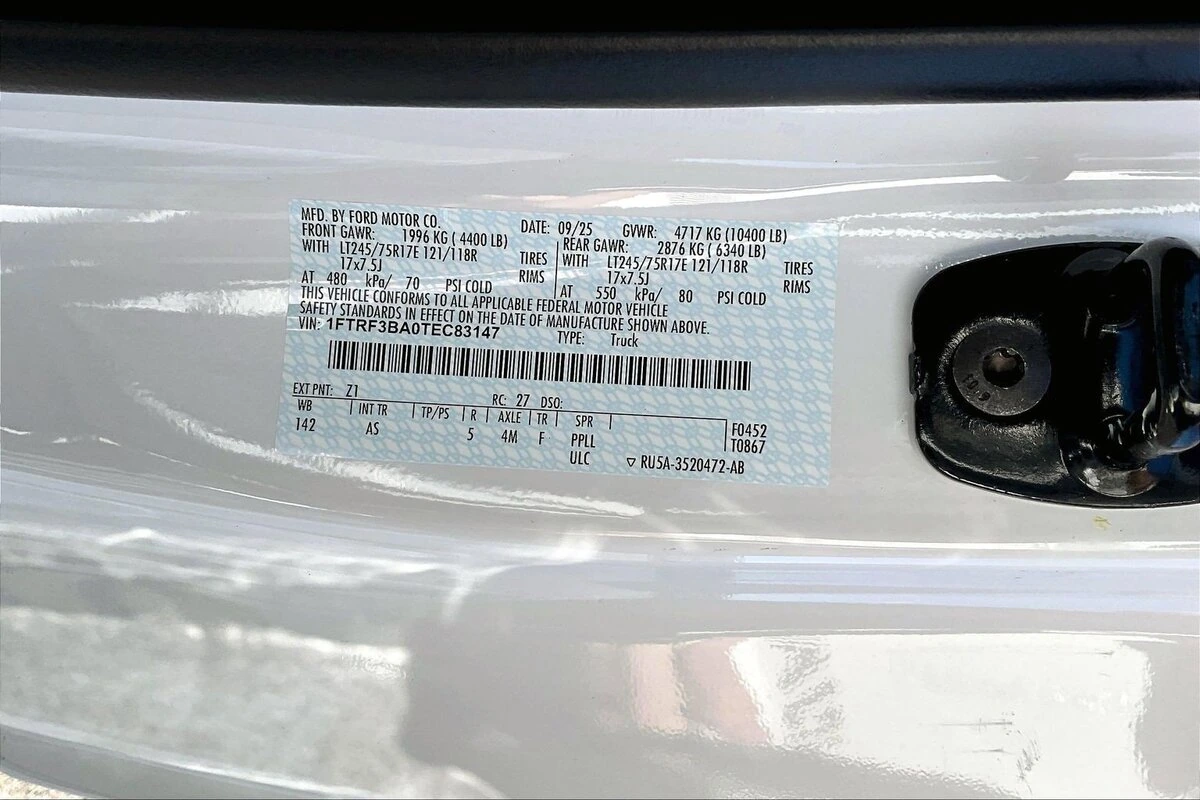 MFD. BY FORD MOTOR CO. DATE: 09/25 GVWR: 4717 KG (10400 LB)
FRONT GAWR: 1996 KG ( 4400 LB) REAR GAWR: 2876 KG ( 6340 LB)
WITH LT245/75R17E 121/118R TIRES WITH LT245/75R17E 121/118R TIRES
17x7.5J RIMS 17x7.5J RIMS
AT 480 kPa/ 70 PSI COLD AT 550 kPa/ 80 PSI COLD
THIS VEHICLE CONFORMS TO ALL APPLICABLE FEDERAL MOTOR VEHICLE
SAFETY STANDARDS IN EFFECT ON THE DATE OF MANUFACTURE SHOWN ABOVE.
VIN: 1FTRF3BA0TEC83147 TYPE: Truck
EXT PNT: Z1 RC: 27 DSO:
WB INT TR TP/PS R AXLE TR SPR
142 AS 5 4M F PPLL F0452
ULC T0867
▽ RU5A-3520472-AB